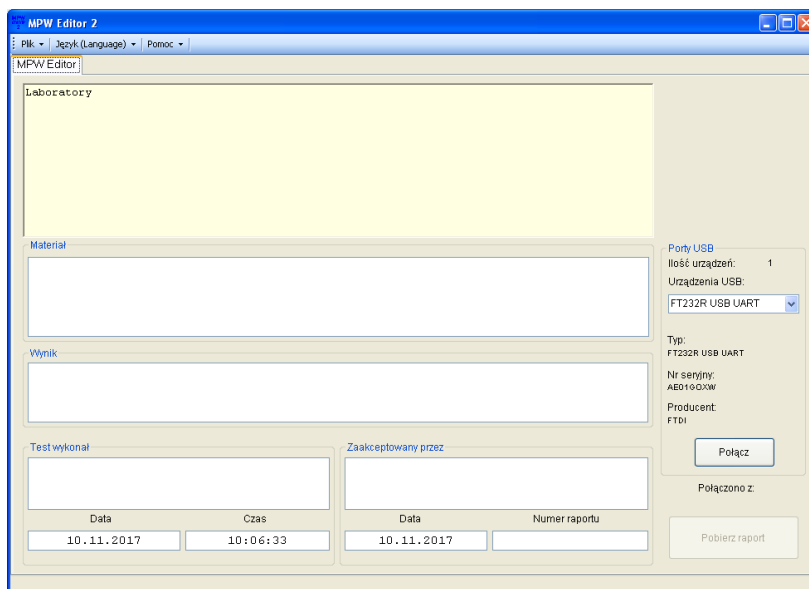 MPW Editor 2
Plik Język (Language) Pomoc
MPW Editor
Laboratory
Materiał
Wynik
Test wykonał
Data Czas
10.11.2017 10:06:33
Zaakceptowany przez
Data Numer raportu
10.11.2017
Porty USB
Ilość urządzeń: 1
Urządzenia USB:
FT232R USB UART
Typ:
FT232R USB UART
Nr seryjny:
AE01GOXW
Producent:
FTDI
Połącz
Połączono z:
Pobierz raport